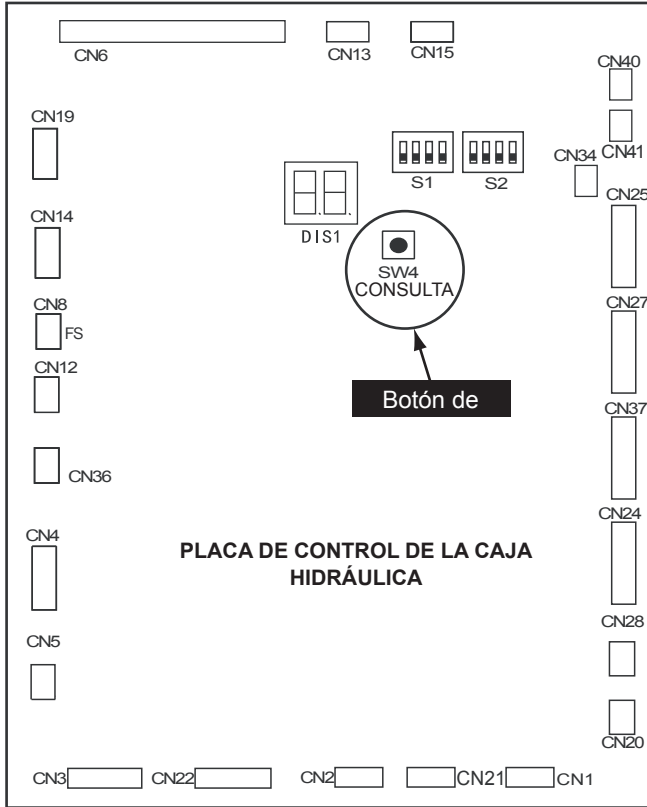 CN6
CN13
CN15
CN40
CN19
CN41
CN34
S1
S2
CN25
CN14
DIS1
SW4
CONSULTA
CN8
FS
CN27
CN12
Botón de
CN37
CN36
CN24
CN4
PLACA DE CONTROL DE LA CAJA
HIDRÁULICA
CN28
CN5
CN20
CN3
CN22
CN2
CN21
CN1